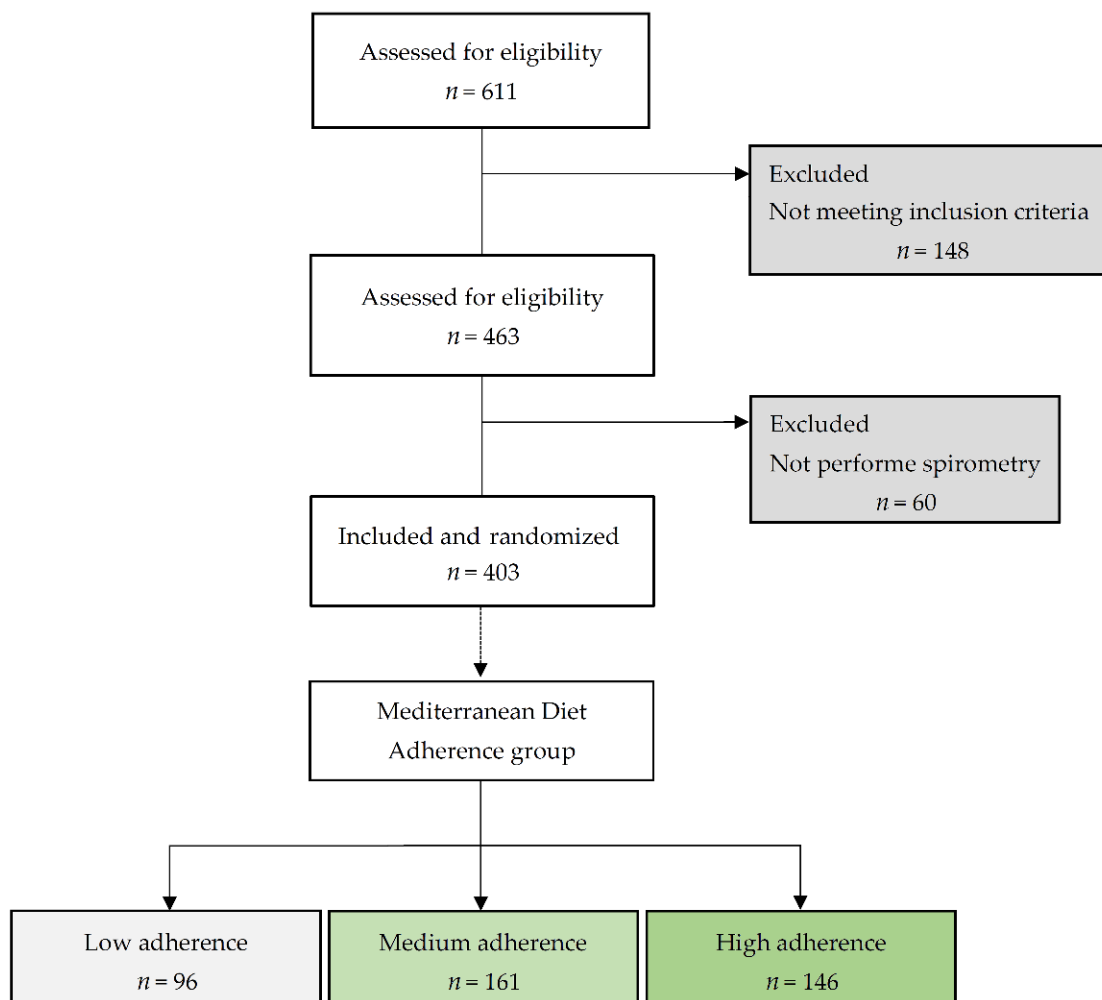 Assessed for eligibility
n = 611
Excluded
Not meeting inclusion criteria
n = 148
Assessed for eligibility
n = 463
Excluded
Not performe spirometry
n = 60
Included and randomized
n = 403
Mediterranean Diet
Adherence group
Low adherence
n = 96
Medium adherence
n = 161
High adherence
n = 146